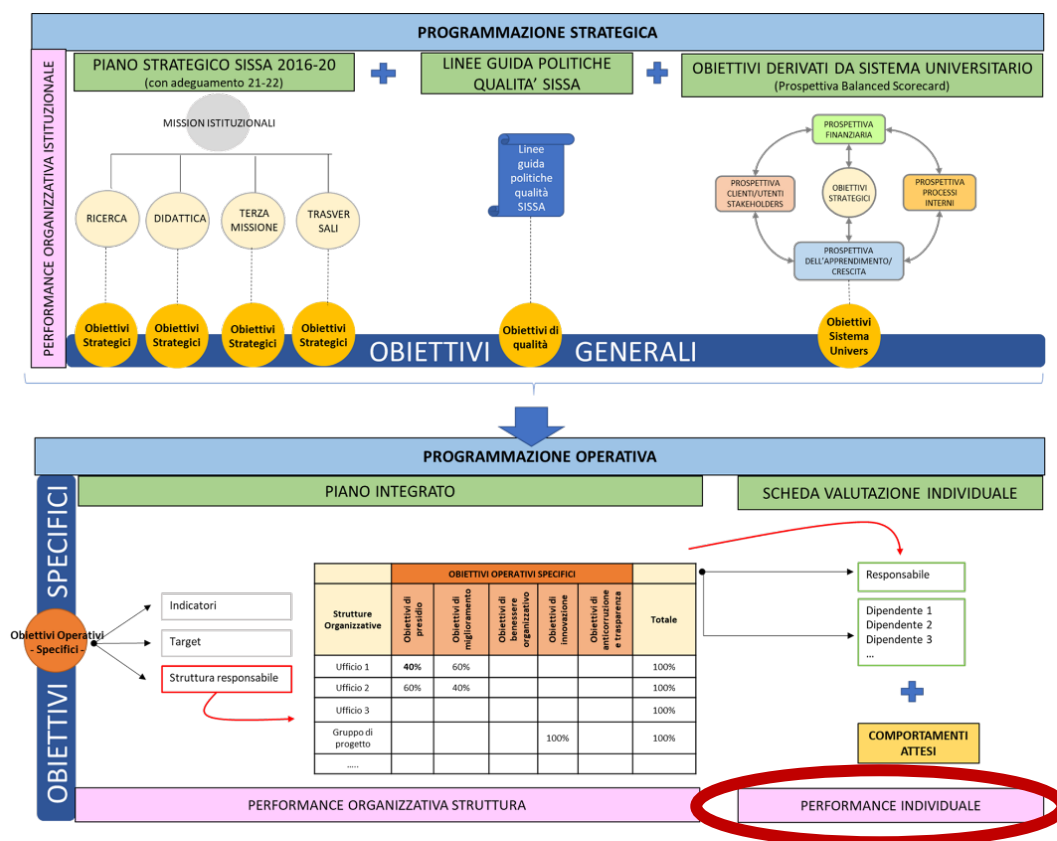 PROGRAMMAZIONE STRATEGICA
PERFORMANCE ORGANIZZATIVA ISTITUZIONALE
PIANO STRATEGICO SISSA 2016-20
(con adeguamento 21-22)
LINEE GUIDA POLITICHE
QUALITA’ SISSA
OBIETTIVI DERIVATI DA SISTEMA UNIVERSITARIO
(Prospettiva Balanced Scorecard)
MISSION ISTITUZIONALI
RICERCA
DIDATTICA
TERZA
MISSIONE
TRASVER
SALI
Linee
guida
politiche
qualità
SISSA
PROSPETTIVA
FINANZIARIA
PROSPETTIVA
CLIENTI/UTENTI
STAKEHOLDERS
OBIETTIVI
STRATEGICI
PROSPETTIVA
PROCESSI
INTERNI
PROSPETTIVA
DELL'APPRENDIMENTO/
CRESCITA
Obiettivi
Strategici
Obiettivi
Strategici
Obiettivi
Strategici
Obiettivi
Strategici
Obiettivi di
qualità
Obiettivi
Sistema
Univers
OBIETTIVI GENERALI
PROGRAMMAZIONE OPERATIVA
OBIETTIVI SPECIFICI
PIANO INTEGRATO
SCHEDA VALUTAZIONE INDIVIDUALE
Obiettivi Operativi
- Specifici -
Indicatori
Target
Struttura responsabile
OBIETTIVI OPERATIVI SPECIFICI
Strutture
Organizzative
Obiettivi di
presidio
Obiettivi di
miglioramento
Obiettivi di
benessere
organizzativo
Obiettivi di
innovazione
Obiettivi di
anticorruzione
e trasparenza
Totale
Ufficio 1 40% 60% 100%
Ufficio 2 60% 40% 100%
Ufficio 3 100%
Gruppo di
progetto 100% 100%
.....
Responsabile
Dipendente 1
Dipendente 2
Dipendente 3
...
COMPORTAMENTI
ATTESI
PERFORMANCE ORGANIZZATIVA STRUTTURA
PERFORMANCE INDIVIDUALE